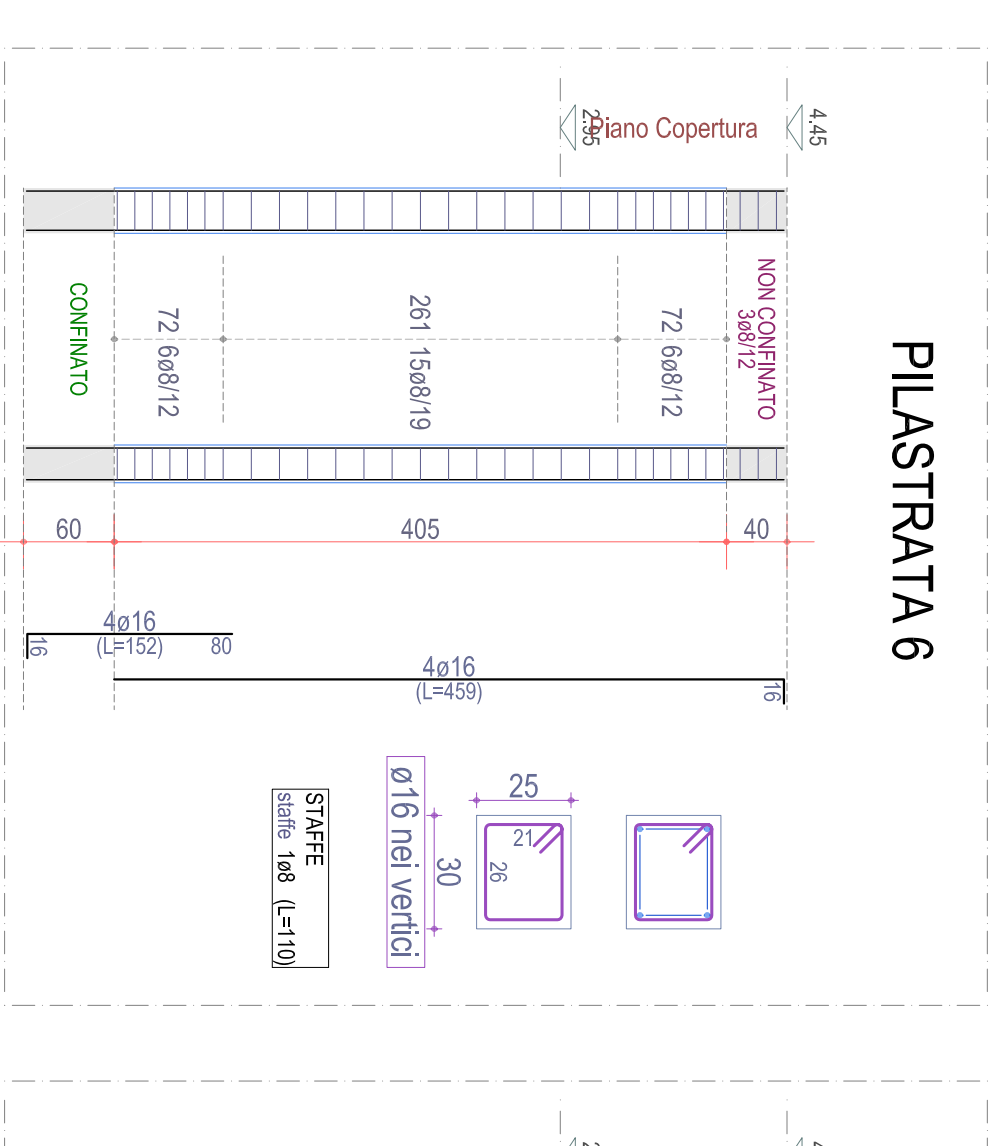 PILASTRATA 6
4.45
2.95
Piano Copertura
NON CONFINATO
3ø8/12
72 6ø8/12
261 15ø8/19
72 6ø8/12
CONFINATO
60
405
40
4ø16
(L=152)
80
16
4ø16
(L=459)
16
25
21
26
30
ø16 nei vertici
STAFFE
staffe 1ø8 (L=110)